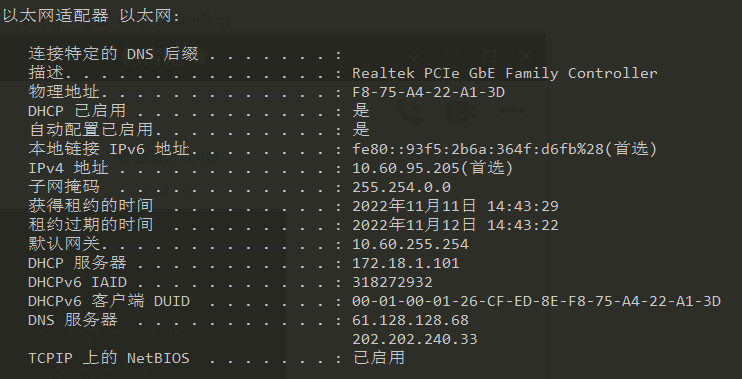 以太网适配器 以太网:
连接特定的 DNS 后缀 . . . . . . . :
描述. . . . . . . . . . . . . . . : Realtek PCIe GbE Family Controller
物理地址. . . . . . . . . . . . . : F8-75-A4-22-A1-3D
DHCP 已启用 . . . . . . . . . . . : 是
自动配置已启用. . . . . . . . . . : 是
本地链接 IPv6 地址. . . . . . . . : fe80::93f5:2b6a:364f:d6fb%28(首选)
IPv4 地址 . . . . . . . . . . . . : 10.60.95.205(首选)
子网掩码 . . . . . . . . . . . . : 255.254.0.0
获得租约的时间 . . . . . . . . . : 2022年11月11日 14:43:29
租约过期的时间 . . . . . . . . . : 2022年11月12日 14:43:22
默认网关. . . . . . . . . . . . . : 10.60.255.254
DHCP 服务器 . . . . . . . . . . . : 172.18.1.101
DHCPv6 IAID . . . . . . . . . . . : 318272932
DHCPv6 客户端 DUID . . . . . . . : 00-01-00-01-26-CF-ED-8E-F8-75-A4-22-A1-3D
DNS 服务器 . . . . . . . . . . . : 61.128.128.68
202.202.240.33
TCPIP 上的 NetBIOS . . . . . . . : 已启用